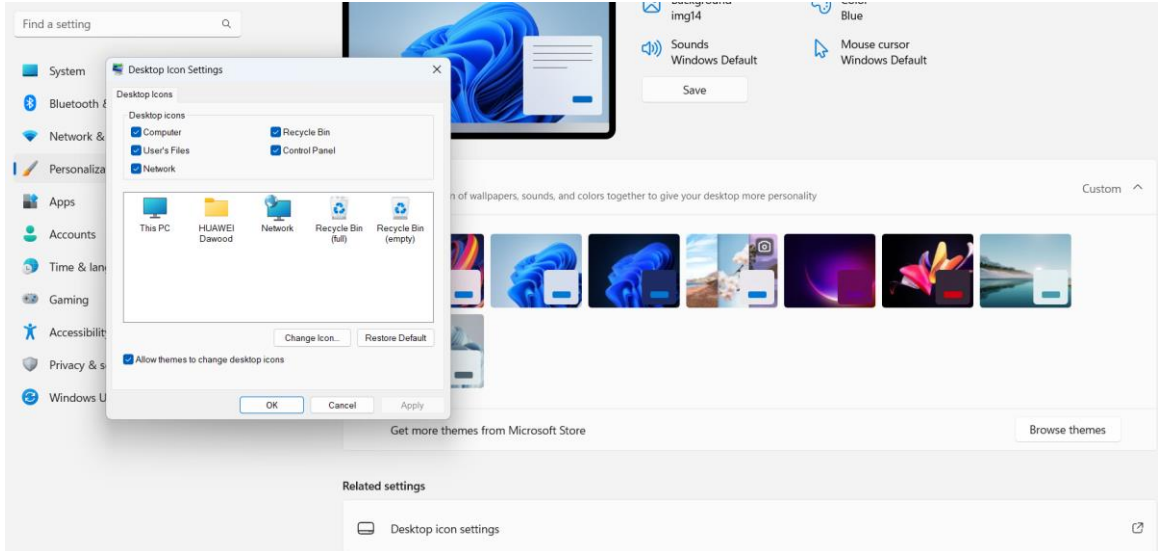 Find a setting
System
Bluetooth &
Network &
Personaliza
Apps
Accounts
Time & lan
Gaming
Accessibilit
Privacy & s
Windows U
Desktop Icon Settings
Desktop Icons
Desktop icons
Computer
Recycle Bin
User's Files
Control Panel
Network
This PC
HUAWEI
Dawood
Network
Recycle Bin
(full)
Recycle Bin
(empty)
Change Icon...
Restore Default
Allow themes to change desktop icons
OK
Cancel
Apply
img14
Blue
Sounds
Windows Default
Mouse cursor
Windows Default
Save
n of wallpapers, sounds, and colors together to give your desktop more personality
Custom
Get more themes from Microsoft Store
Browse themes
Related settings
Desktop icon settings